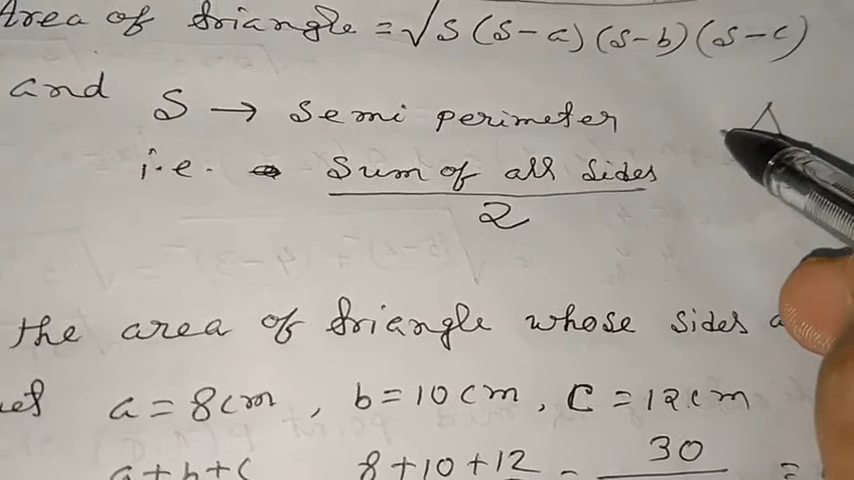 Area of triangle = √S(S-a)(S-b)(S-c)
and S → Semi perimeter
i.e. Sum of all sides
2
the area of triangle whose sides
a = 8cm, b = 10cm, C = 12cm
a+b+c 8+10+12 = 30 =